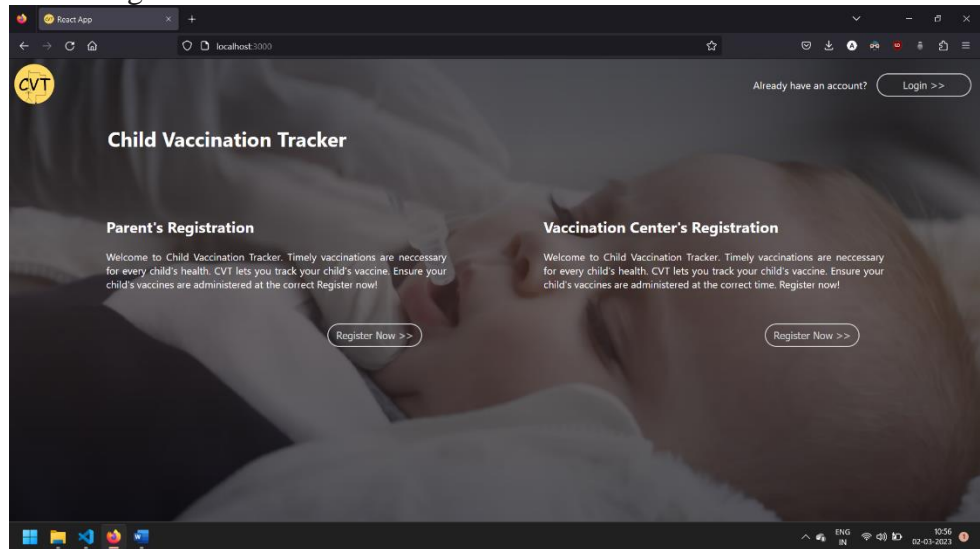 React App
localhost:3000
CVT
Already have an account?
Login >>
Child Vaccination Tracker
Parent's Registration
Welcome to Child Vaccination Tracker. Timely vaccinations are neccessary
for every child's health. CVT lets you track your child's vaccine. Ensure your
child's vaccines are administered at the correct Register now!
Register Now >>
Vaccination Center's Registration
Welcome to Child Vaccination Tracker. Timely vaccinations are neccessary
for every child's health. CVT lets you track your child's vaccine. Ensure your
child's vaccines are administered at the correct time. Register now!
Register Now >>
ENG
IN
10:56
02-03-2023